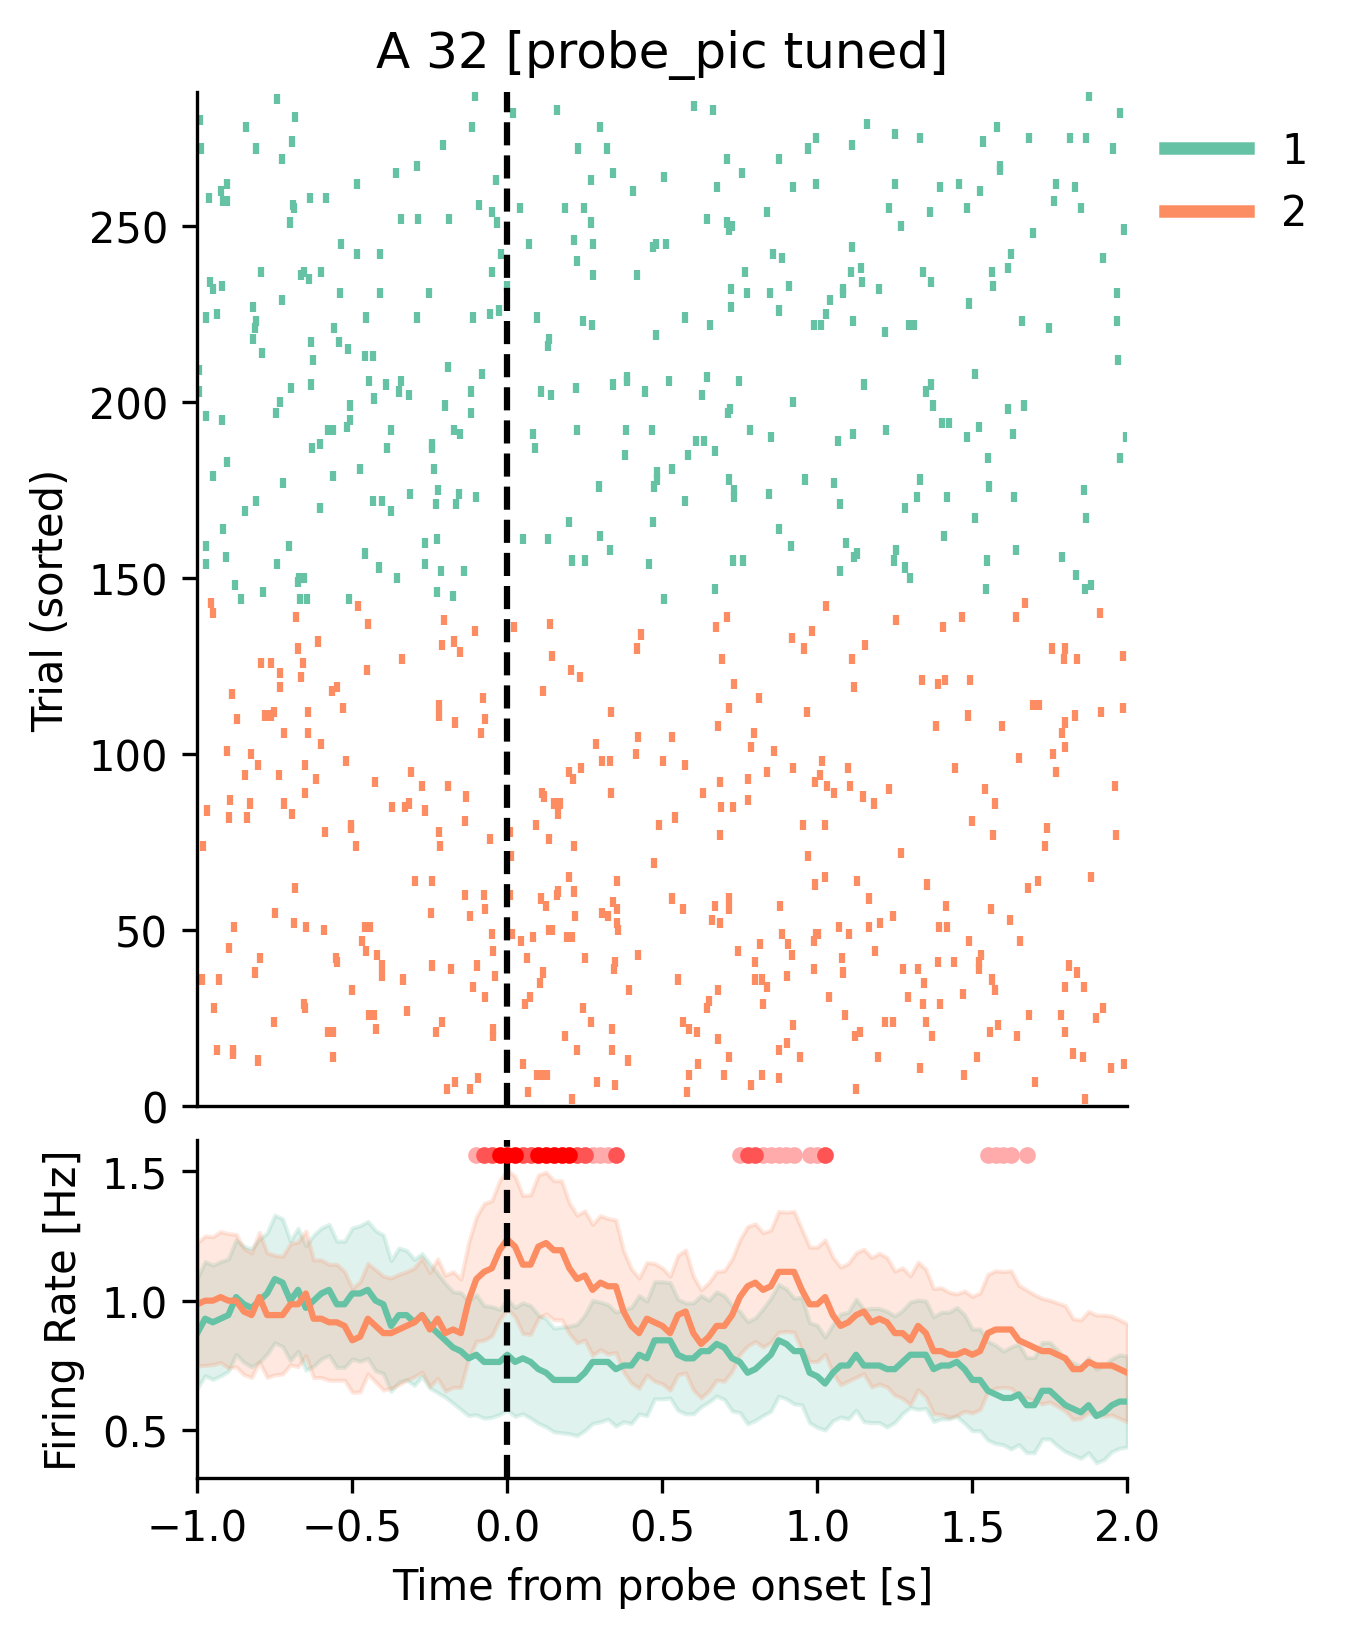 A 32 [probe_pic tuned]
1
2
Trial (sorted)
250
200
150
100
50
0
Firing Rate [Hz]
1.5
1.0
0.5
−1.0 −0.5 0.0 0.5 1.0 1.5 2.0
Time from probe onset [s]